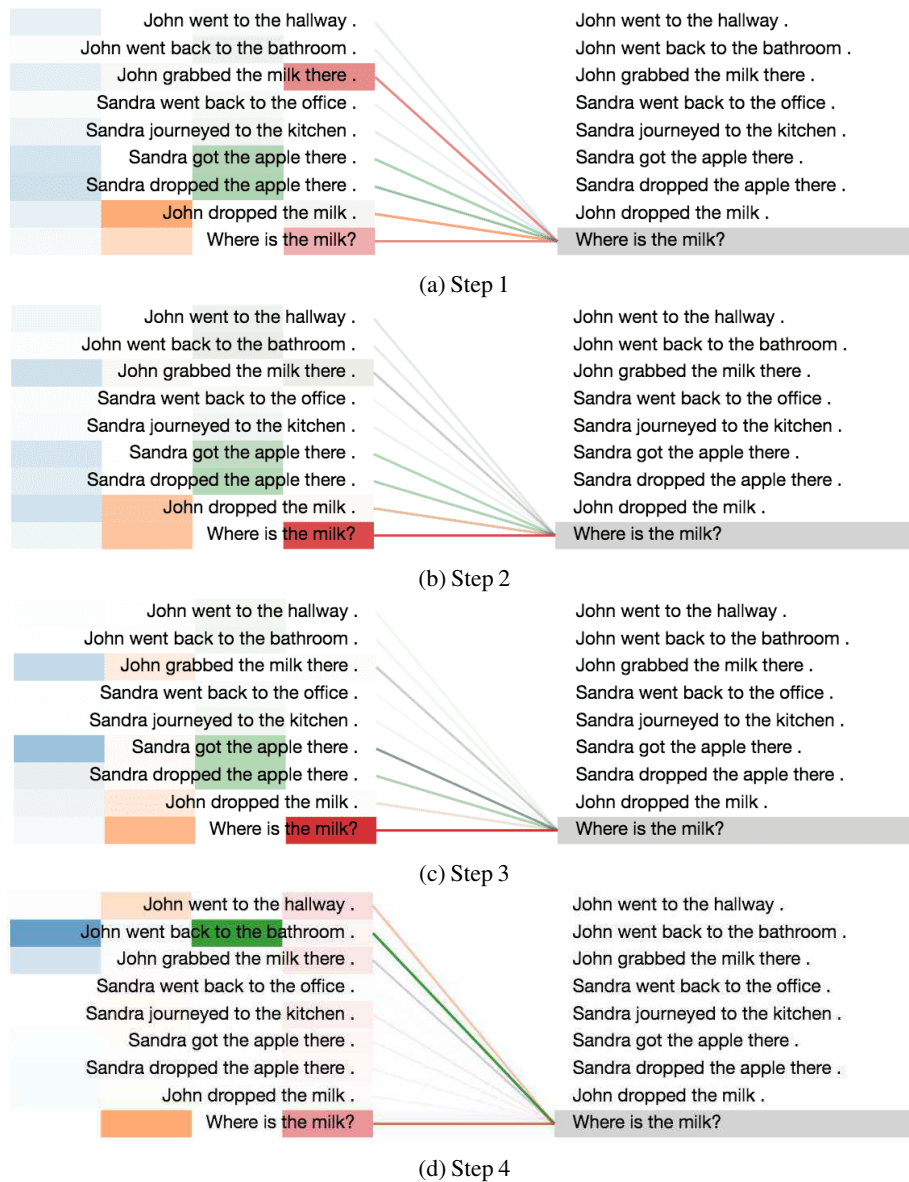 John went to the hallway . John went to the hallway .
John went back to the bathroom . John went back to the bathroom .
John grabbed the milk there . John grabbed the milk there .
Sandra went back to the office . Sandra went back to the office .
Sandra journeyed to the kitchen . Sandra journeyed to the kitchen .
Sandra got the apple there . Sandra got the apple there .
Sandra dropped the apple there . Sandra dropped the apple there .
John dropped the milk . John dropped the milk .
Where is the milk? Where is the milk?
(a) Step 1
John went to the hallway . John went to the hallway .
John went back to the bathroom . John went back to the bathroom .
John grabbed the milk there . John grabbed the milk there .
Sandra went back to the office . Sandra went back to the office .
Sandra journeyed to the kitchen . Sandra journeyed to the kitchen .
Sandra got the apple there . Sandra got the apple there .
Sandra dropped the apple there . Sandra dropped the apple there .
John dropped the milk . John dropped the milk .
Where is the milk? Where is the milk?
(b) Step 2
John went to the hallway . John went to the hallway .
John went back to the bathroom . John went back to the bathroom .
John grabbed the milk there . John grabbed the milk there .
Sandra went back to the office . Sandra went back to the office .
Sandra journeyed to the kitchen . Sandra journeyed to the kitchen .
Sandra got the apple there . Sandra got the apple there .
Sandra dropped the apple there . Sandra dropped the apple there .
John dropped the milk . John dropped the milk .
Where is the milk? Where is the milk?
(c) Step 3
John went to the hallway . John went to the hallway .
John went back to the bathroom . John went back to the bathroom .
John grabbed the milk there . John grabbed the milk there .
Sandra went back to the office . Sandra went back to the office .
Sandra journeyed to the kitchen . Sandra journeyed to the kitchen .
Sandra got the apple there . Sandra got the apple there .
Sandra dropped the apple there . Sandra dropped the apple there .
John dropped the milk . John dropped the milk .
Where is the milk? Where is the milk?
(d) Step 4